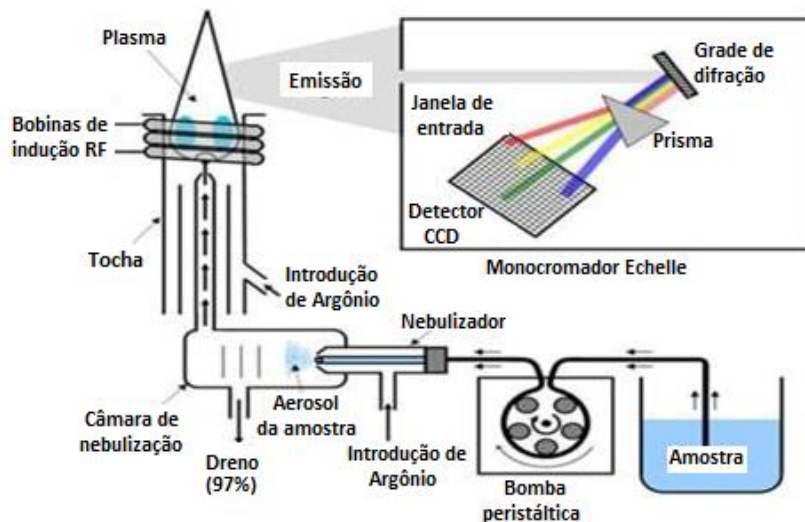 Plasma
Emissão
Grade de
difração
Janela de
entrada
Prisma
Bobinas de
indução RF
Detector
CCD
Monocromador Echelle
Tocha
Introdução
de Argônio
Nebulizador
Câmara de
nebulização
Aerosol
da amostra
Dreno
(97%)
Introdução de
Argônio
Bomba
peristáltica
Amostra